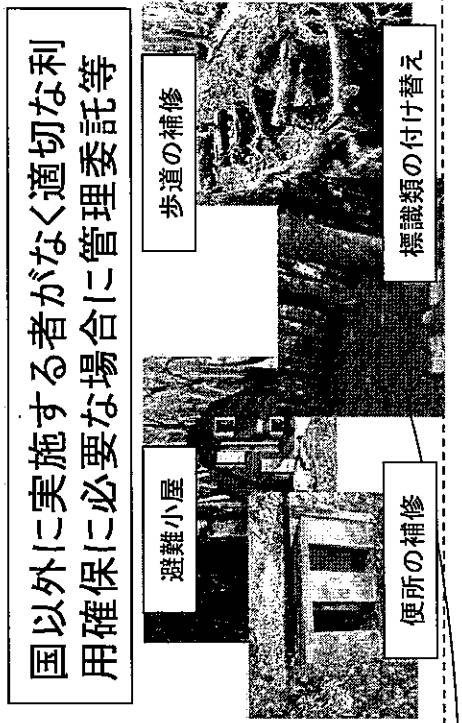 国以外に実施する者がなく適切な利
用確保に必要な場合に管理委託等
避難小屋
歩道の補修
便所の補修
標識類の付け替え